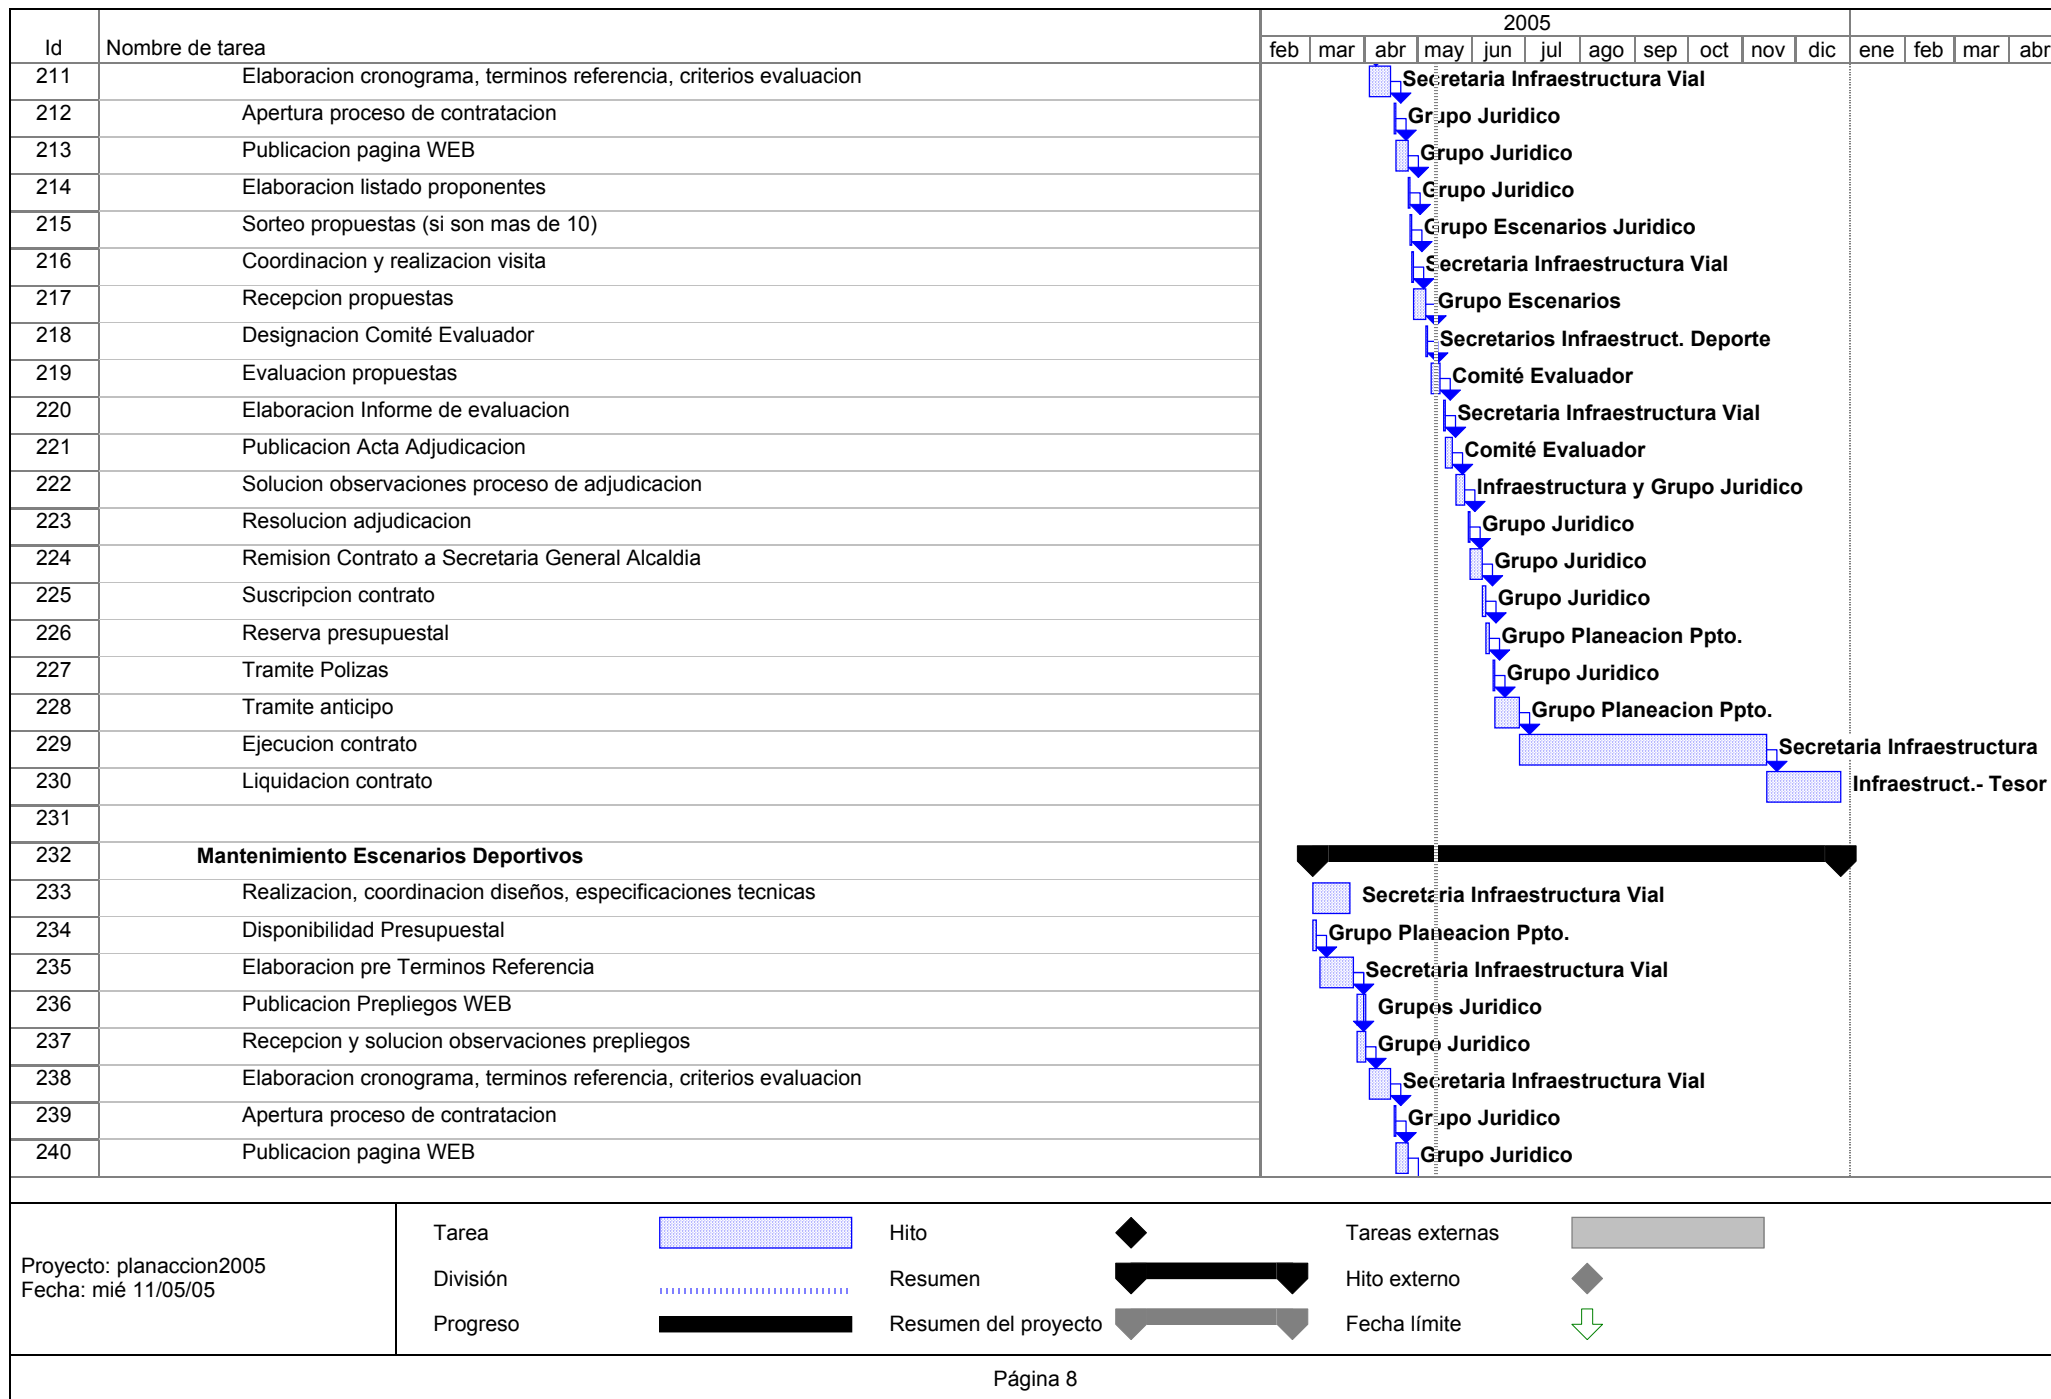 2005
Id Nombre de tarea feb mar abr may jun jul ago sep oct nov dic ene feb mar abr
211 Elaboracion cronograma, terminos referencia, criterios evaluacion Secretaria Infraestructura Vial
212 Apertura proceso de contratacion Grupo Juridico
213 Publicacion pagina WEB Grupo Juridico
214 Elaboracion listado proponentes Grupo Juridico
215 Sorteo propuestas (si son mas de 10) Grupo Escenarios Juridico
216 Coordinacion y realizacion visita Secretaria Infraestructura Vial
217 Recepcion propuestas Grupo Escenarios
218 Designacion Comité Evaluador Secretarios Infraestruct. Deporte
219 Evaluacion propuestas Comité Evaluador
220 Elaboracion Informe de evaluacion Secretaria Infraestructura Vial
221 Publicacion Acta Adjudicacion Comité Evaluador
222 Solucion observaciones proceso de adjudicacion Infraestructura y Grupo Juridico
223 Resolucion adjudicacion Grupo Juridico
224 Remision Contrato a Secretaria General Alcaldia Grupo Juridico
225 Suscripcion contrato Grupo Juridico
226 Reserva presupuestal Grupo Planeacion Ppto.
227 Tramite Polizas Grupo Juridico
228 Tramite anticipo Grupo Planeacion Ppto.
229 Ejecucion contrato Secretaria Infraestructura
230 Liquidacion contrato Infraestruct.- Tesor
231
232 Mantenimiento Escenarios Deportivos
233 Realizacion, coordinacion diseños, especificaciones tecnicas Secretaria Infraestructura Vial
234 Disponibilidad Presupuestal Grupo Planeacion Ppto.
235 Elaboracion pre Terminos Referencia Secretaria Infraestructura Vial
236 Publicacion Prepliegos WEB Grupos Juridico
237 Recepcion y solucion observaciones prepliegos Grupo Juridico
238 Elaboracion cronograma, terminos referencia, criterios evaluacion Secretaria Infraestructura Vial
239 Apertura proceso de contratacion Grupo Juridico
240 Publicacion pagina WEB Grupo Juridico
Proyecto: planaccion2005
Fecha: mié 11/05/05
Tarea Hito Tareas externas
División Resumen Hito externo
Progreso Resumen del proyecto Fecha límite
Página 8